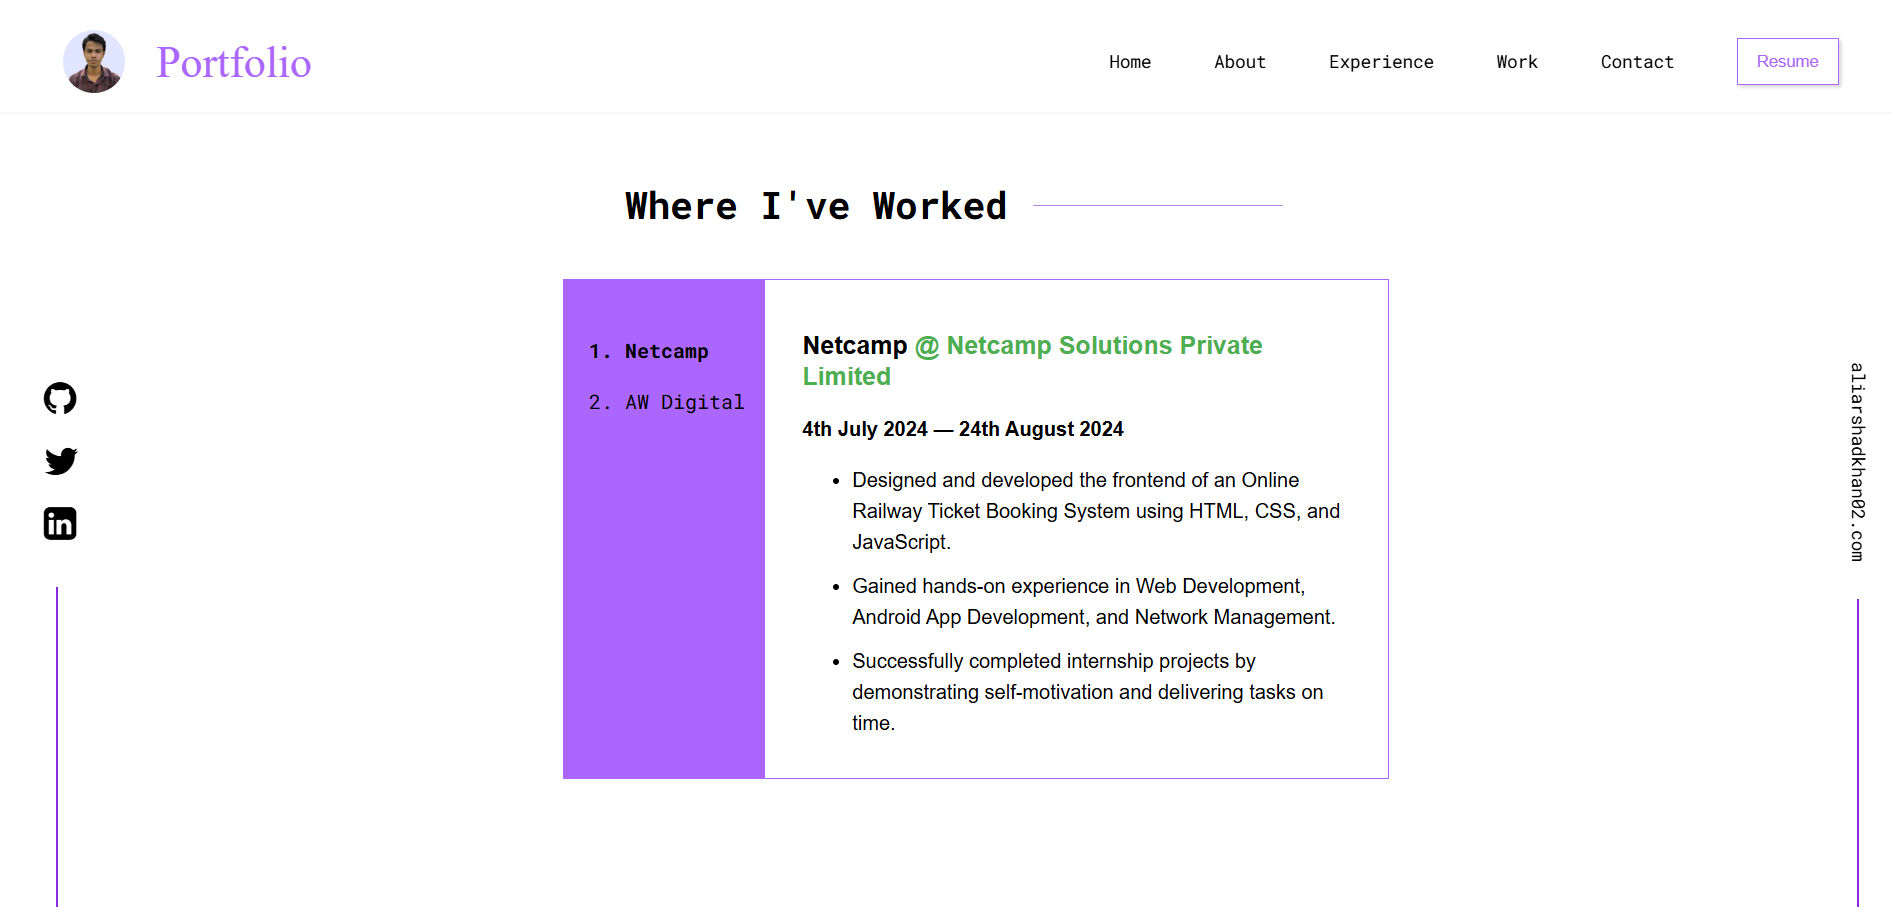 Portfolio
Home
About
Experience
Work
Contact
Resume
Where I've Worked
1. Netcamp
2. AW Digital
Netcamp @ Netcamp Solutions Private
Limited
4th July 2024 — 24th August 2024
• Designed and developed the frontend of an Online
Railway Ticket Booking System using HTML, CSS, and
JavaScript.
• Gained hands-on experience in Web Development,
Android App Development, and Network Management.
• Successfully completed internship projects by
demonstrating self-motivation and delivering tasks on
time.
in
aliarshadkhan02.com